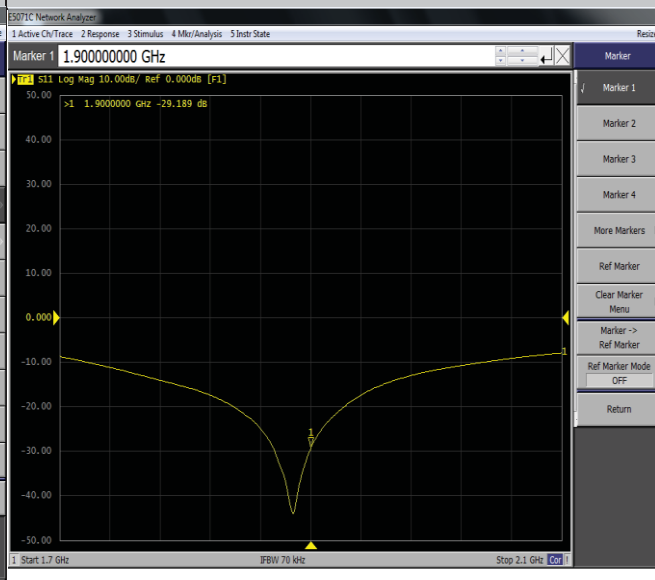 E5071C Network Analyzer
1 Active Ch/Trace 2 Response 3 Stimulus 4 Mkr/Analysis 5 Instr State
Marker 1 1.900000000 GHz
Tr1 S11 Log Mag 10.00dB/ Ref 0.000dB [F1]
>1 1.9000000 GHz -29.189 dB
50.00
40.00
30.00
20.00
10.00
0.000
-10.00
-20.00
-30.00
-40.00
-50.00
1
1
1 Start 1.7 GHz IFBW 70 kHz Stop 2.1 GHz Cor !
Marker
√ Marker 1
Marker 2
Marker 3
Marker 4
More Markers
Ref Marker
Clear Marker
Menu
Marker ->
Ref Marker
Ref Marker Mode
OFF
Return